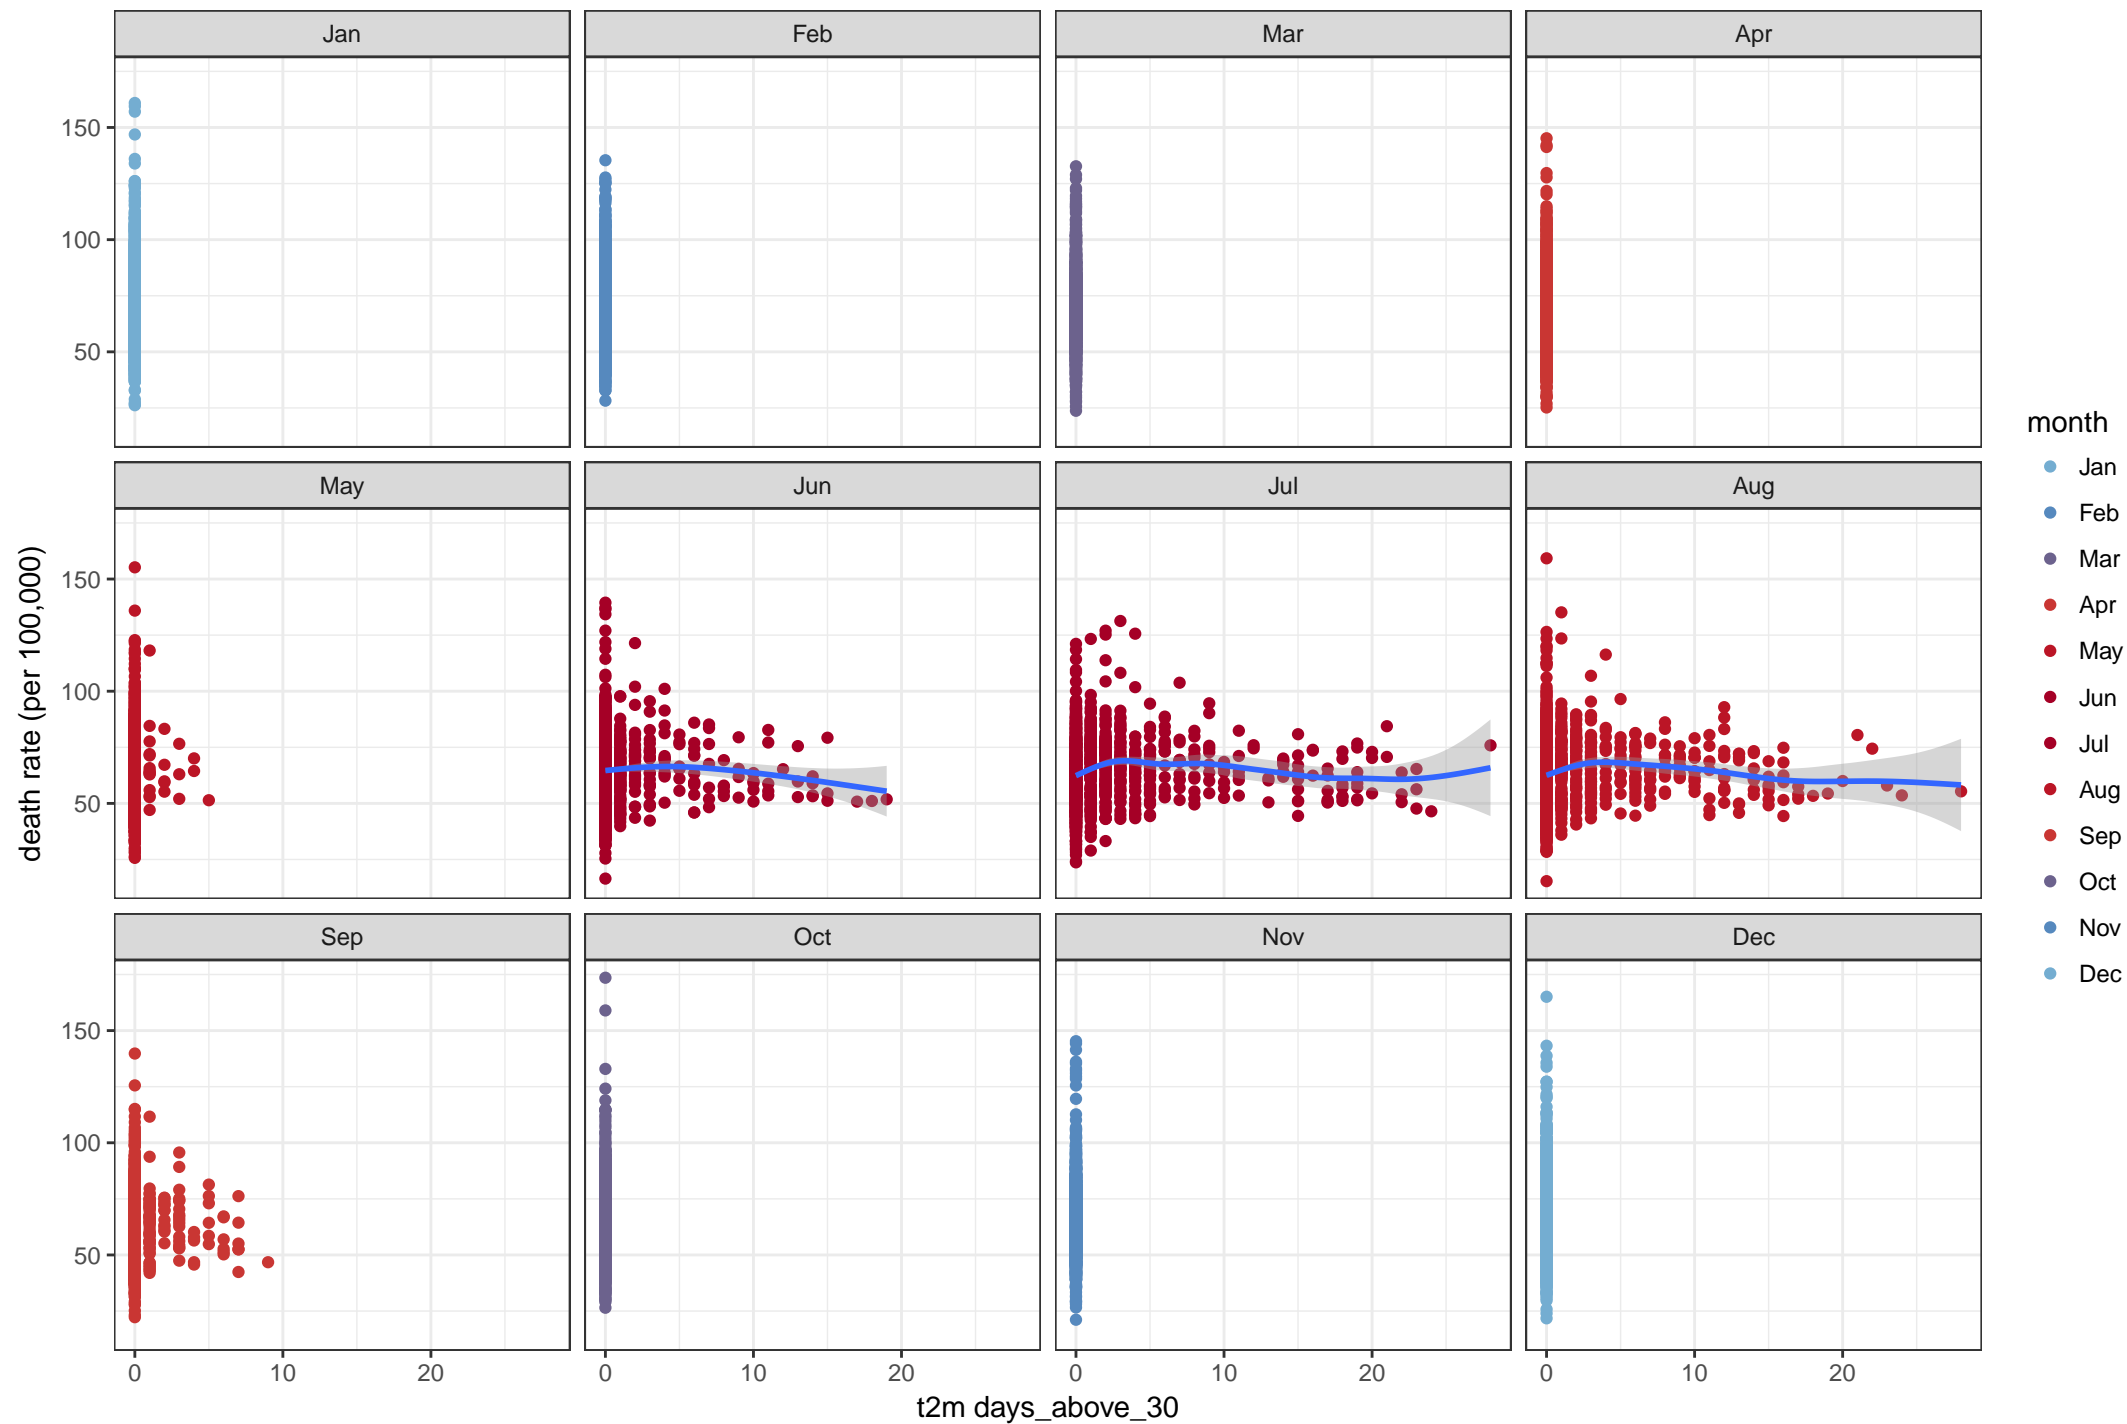 Jan Feb Mar Apr
150
100
50
May Jun Jul Aug
150
100
50
Sep Oct Nov Dec
150
100
50
0 10 20 0 10 20 0 10 20 0 10 20
t2m days_above_30
death rate (per 100,000)
month
Jan
Feb
Mar
Apr
May
Jun
Jul
Aug
Sep
Oct
Nov
Dec